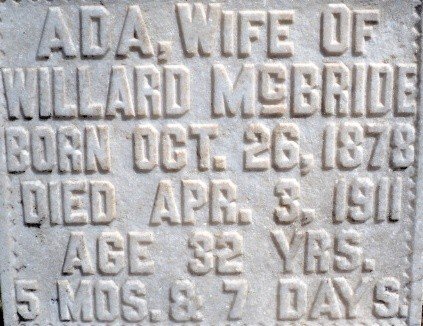 ADA, WIFE OF
WILLARD McBRIDE
BORN OCT. 26, 1878
DIED APR. 3, 1911
AGE 32 YRS.
5 MOS. & 7 DAYS.